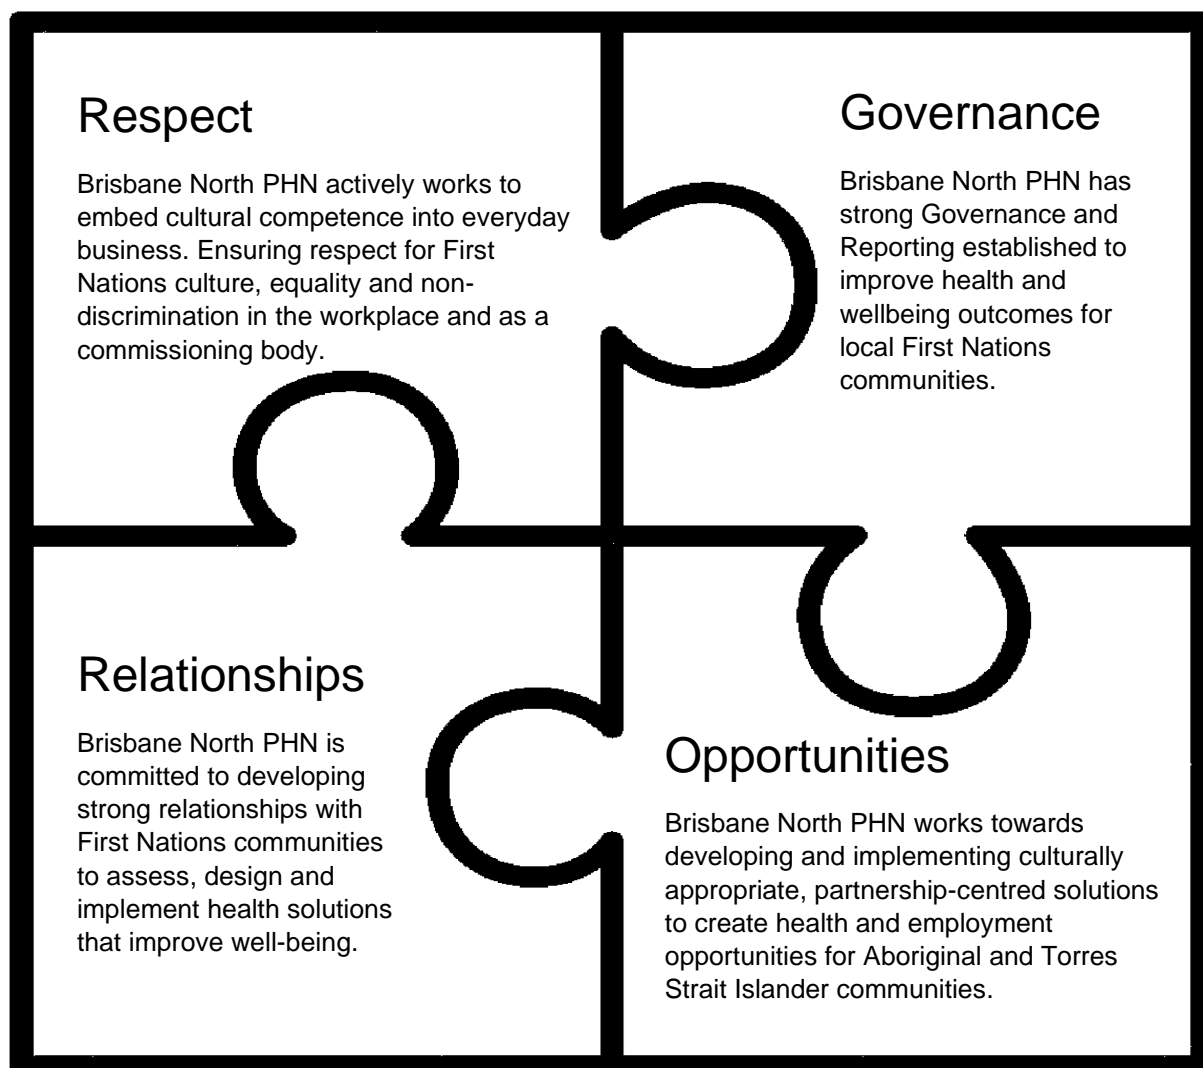 Respect
Brisbane North PHN actively works to
embed cultural competence into everyday
business. Ensuring respect for First
Nations culture, equality and non-
discrimination in the workplace and as a
commissioning body.
Governance
Brisbane North PHN has
strong Governance and
Reporting established to
improve health and
wellbeing outcomes for
local First Nations
communities.
Relationships
Brisbane North PHN is
committed to developing
strong relationships with
First Nations communities
to assess, design and
implement health solutions
that improve well-being.
Opportunities
Brisbane North PHN works towards
developing and implementing culturally
appropriate, partnership-centred solutions
to create health and employment
opportunities for Aboriginal and Torres
Strait Islander communities.